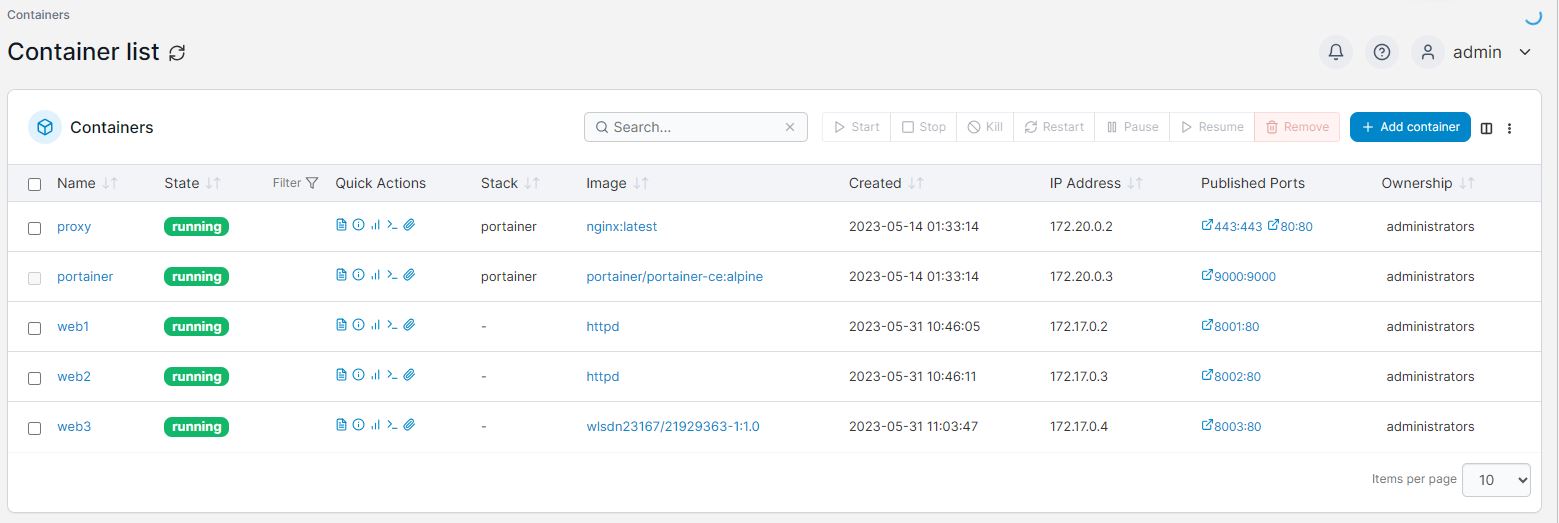 Containers
Container list
admin
Containers
Search...
Start Stop Kill Restart Pause Resume Remove Add container
Name State Filter Quick Actions Stack Image Created IP Address Published Ports Ownership
proxy running portainer nginx:latest 2023-05-14 01:33:14 172.20.0.2 443:443 80:80 administrators
portainer running portainer portainer/portainer-ce:alpine 2023-05-14 01:33:14 172.20.0.3 9000:9000 administrators
web1 running - httpd 2023-05-31 10:46:05 172.17.0.2 8001:80 administrators
web2 running - httpd 2023-05-31 10:46:11 172.17.0.3 8002:80 administrators
web3 running - wlsdn23167/21929363-1:1.0 2023-05-31 11:03:47 172.17.0.4 8003:80 administrators
Items per page 10